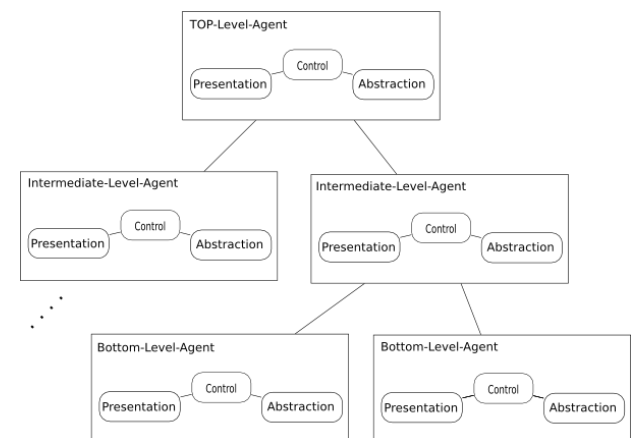 TOP-Level-Agent
Control
Presentation
Abstraction
Intermediate-Level-Agent
Control
Presentation
Abstraction
Intermediate-Level-Agent
Control
Presentation
Abstraction
Bottom-Level-Agent
Control
Presentation
Abstraction
Bottom-Level-Agent
Control
Presentation
Abstraction